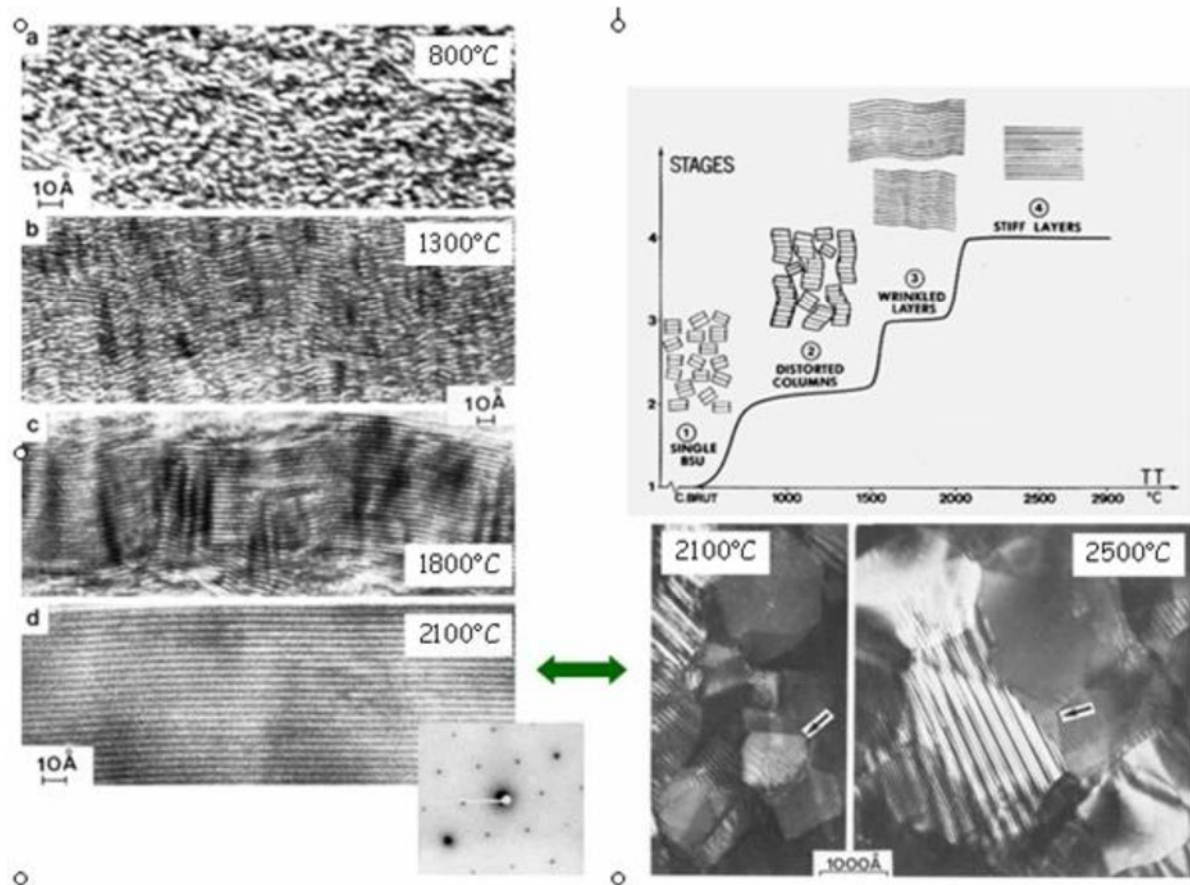 a
800°C
10Å
b
1300°C
10Å
c
1800°C
d
2100°C
10Å
STAGES
4
3
2
1
④
STIFF LAYERS
③
WRINKLED
LAYERS
②
DISTORTED
COLUMNS
①
SINGLE
BSU
C.BRUT
1000
1500
2000
2500
2900
TT
°C
2100°C
2500°C
1000Å